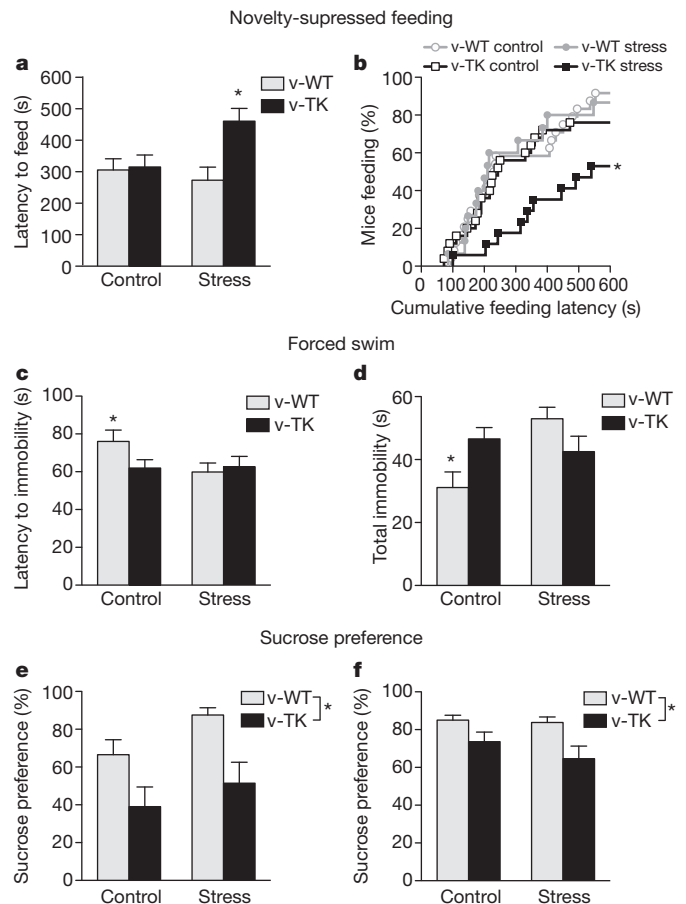 Novelty-supressed feeding
a
Latency to feed (s)
600
500
400
300
200
100
0
*
v-WT
v-TK
Control
Stress
b
v-WT control
v-WT stress
v-TK control
v-TK stress
Mice feeding (%)
100
80
60
40
20
0
*
0 100 200 300 400 500 600
Cumulative feeding latency (s)
Forced swim
c
Latency to immobility (s)
100
80
60
40
20
0
*
v-WT
v-TK
Control
Stress
d
Total immobility (s)
60
40
20
0
*
v-WT
v-TK
Control
Stress
Sucrose preference
e
Sucrose preference (%)
100
80
60
40
20
0
v-WT
v-TK
*
Control
Stress
f
Sucrose preference (%)
100
80
60
40
20
0
v-WT
v-TK
*
Control
Stress